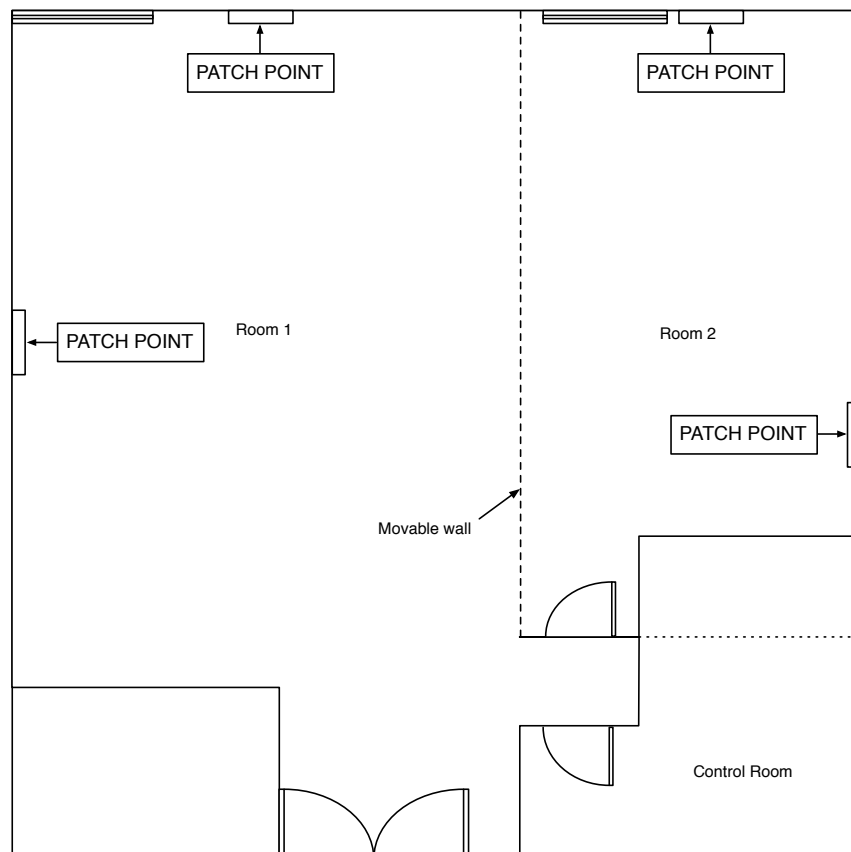 PATCH POINT
PATCH POINT
PATCH POINT
Room 1
Room 2
PATCH POINT
Movable wall
Control Room